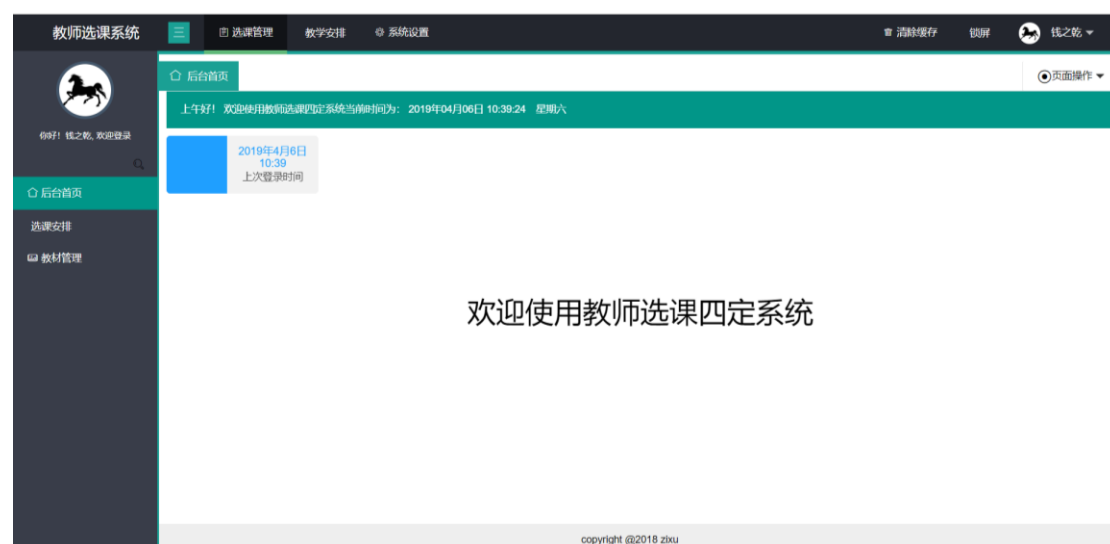 教师选课系统
选课管理 教学安排 系统设置 清除缓存 锁屏 钱之乾
你好！钱之乾, 欢迎登录
后台首页
选课安排
教材管理
后台首页 页面操作
上午好！ 欢迎使用教师选课四定系统当前时间为： 2019年04月06日 10:39:24 星期六
2019年4月6日
10:39
上次登录时间
欢迎使用教师选课四定系统
copyright @2018 zixu